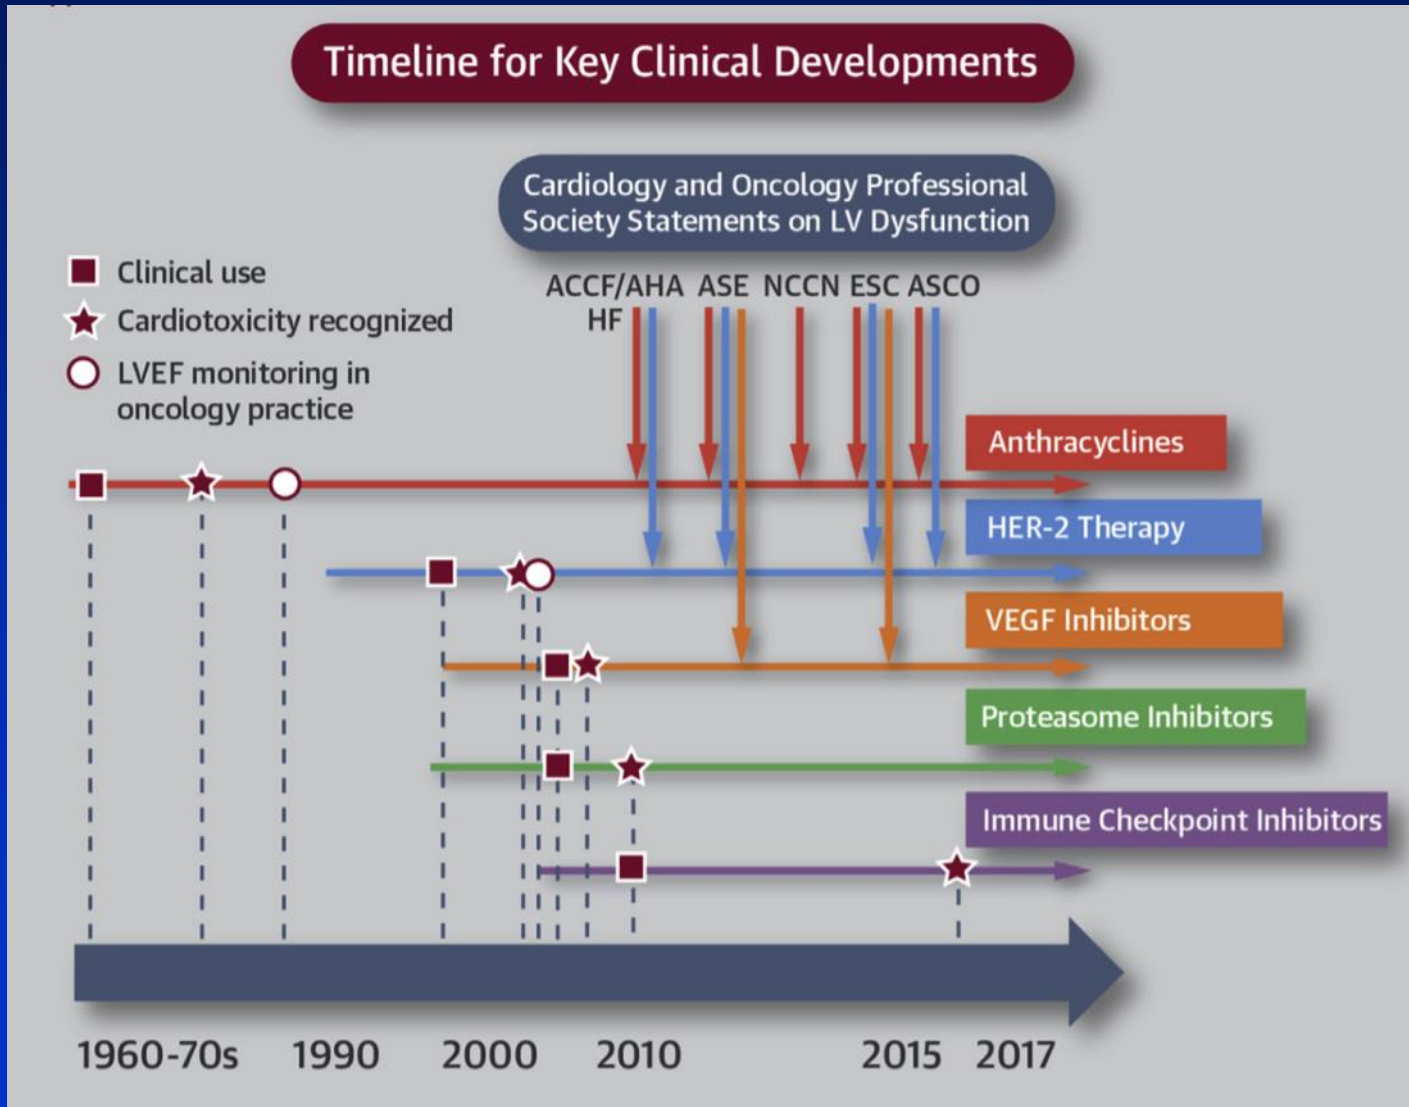 Timeline for Key Clinical Developments
Cardiology and Oncology Professional
Society Statements on LV Dysfunction
Clinical use
Cardiotoxicity recognized
LVEF monitoring in
oncology practice
ACCF/AHA ASE NCCN ESC ASCO
HF
Anthracyclines
HER-2 Therapy
VEGF Inhibitors
Proteasome Inhibitors
Immune Checkpoint Inhibitors
1960-70s 1990 2000 2010 2015 2017